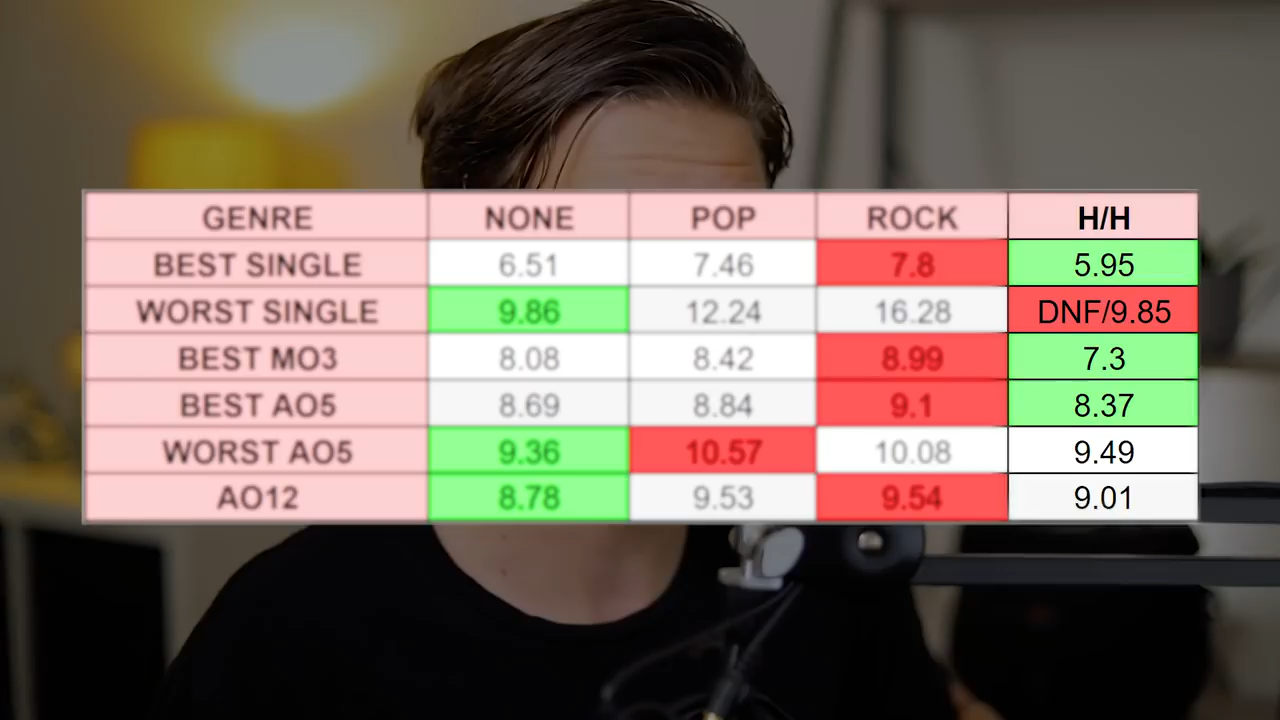 GENRE NONE POP ROCK H/H
BEST SINGLE 6.51 7.46 7.8 5.95
WORST SINGLE 9.86 12.24 16.28 DNF/9.85
BEST MO3 8.08 8.42 8.99 7.3
BEST AO5 8.69 8.84 9.1 8.37
WORST AO5 9.36 10.57 10.08 9.49
AO12 8.78 9.53 9.54 9.01